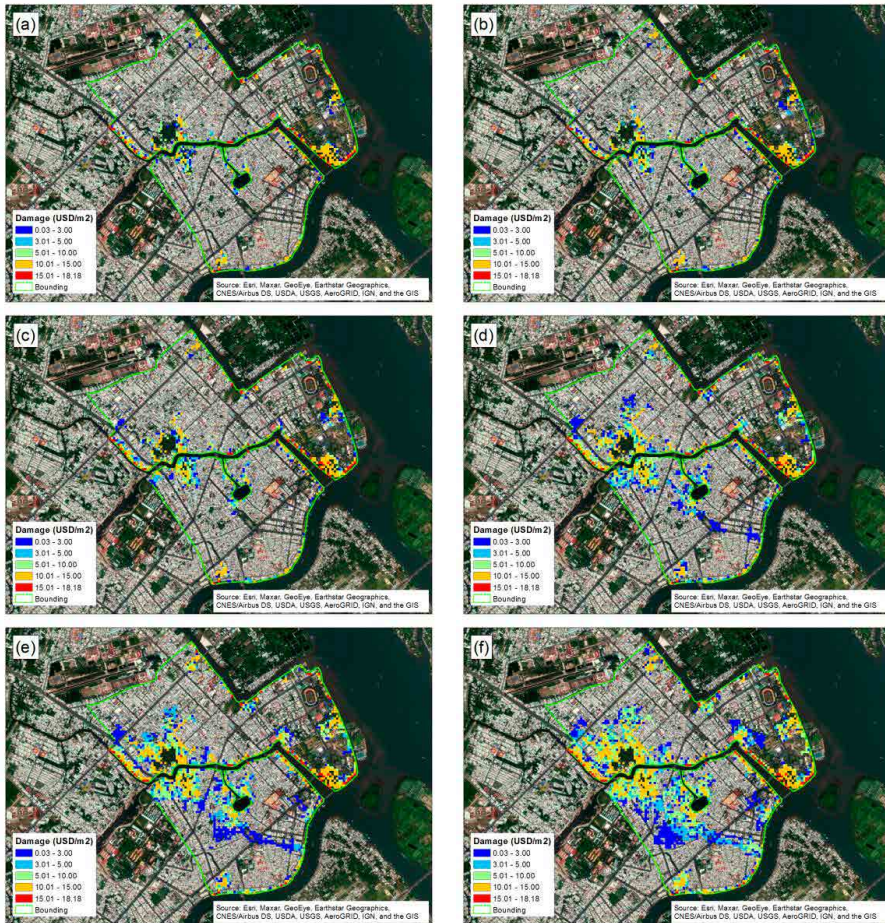 (a)
Damage (USD/m2)
0.03 - 3.00
3.01 - 5.00
5.01 - 10.00
10.01 - 15.00
15.01 - 18.18
Bounding
Source: Esri, Maxar, GeoEye, Earthstar Geographics,
CNES/Airbus DS, USDA, USGS, AeroGRID, IGN, and the GIS
(b)
Damage (USD/m2)
0.03 - 3.00
3.01 - 5.00
5.01 - 10.00
10.01 - 15.00
15.01 - 18.18
Bounding
Source: Esri, Maxar, GeoEye, Earthstar Geographics,
CNES/Airbus DS, USDA, USGS, AeroGRID, IGN, and the GIS
(c)
Damage (USD/m2)
0.03 - 3.00
3.01 - 5.00
5.01 - 10.00
10.01 - 15.00
15.01 - 18.18
Bounding
Source: Esri, Maxar, GeoEye, Earthstar Geographics,
CNES/Airbus DS, USDA, USGS, AeroGRID, IGN, and the GIS
(d)
Damage (USD/m2)
0.03 - 3.00
3.01 - 5.00
5.01 - 10.00
10.01 - 15.00
15.01 - 18.18
Bounding
Source: Esri, Maxar, GeoEye, Earthstar Geographics,
CNES/Airbus DS, USDA, USGS, AeroGRID, IGN, and the GIS
(e)
Damage (USD/m2)
0.03 - 3.00
3.01 - 5.00
5.01 - 10.00
10.01 - 15.00
15.01 - 18.18
Bounding
Source: Esri, Maxar, GeoEye, Earthstar Geographics,
CNES/Airbus DS, USDA, USGS, AeroGRID, IGN, and the GIS
(f)
Damage (USD/m2)
0.03 - 3.00
3.01 - 5.00
5.01 - 10.00
10.01 - 15.00
15.01 - 18.18
Bounding
Source: Esri, Maxar, GeoEye, Earthstar Geographics,
CNES/Airbus DS, USDA, USGS, AeroGRID, IGN, and the GIS